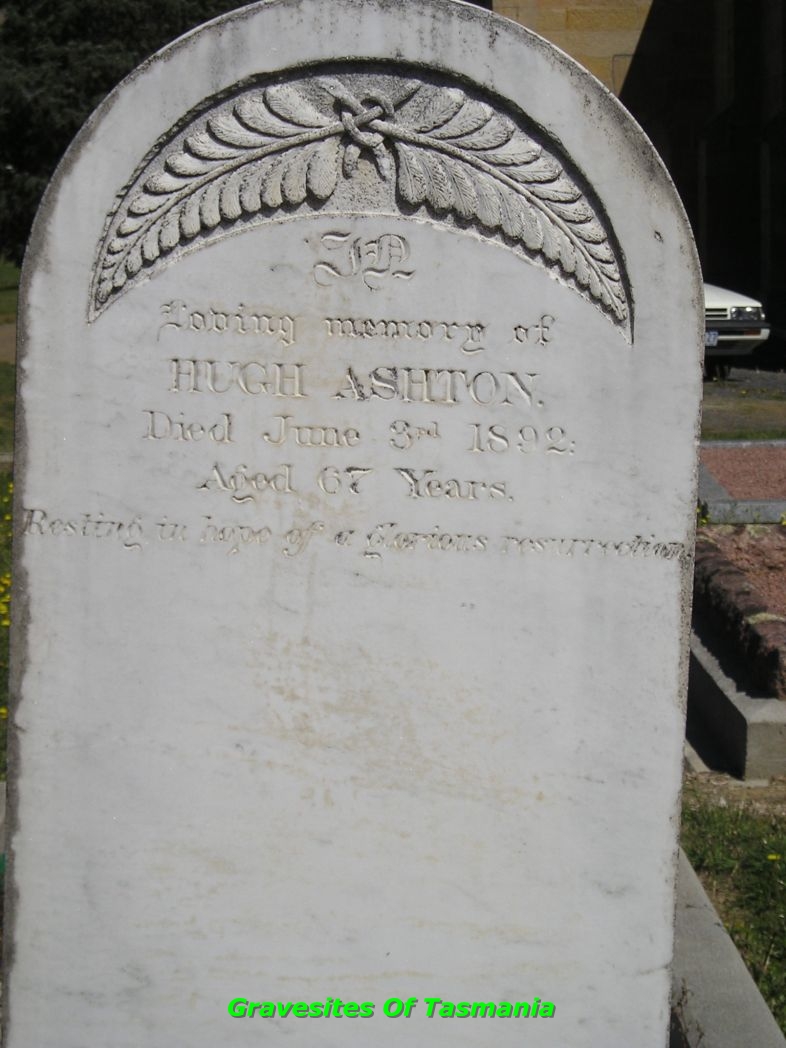 IN
Loving memory of
HUGH ASHTON.
Died June 3rd 1892:
Aged 67 Years.
Resting in hope of a glorious resurrection.
Gravesites Of Tasmania